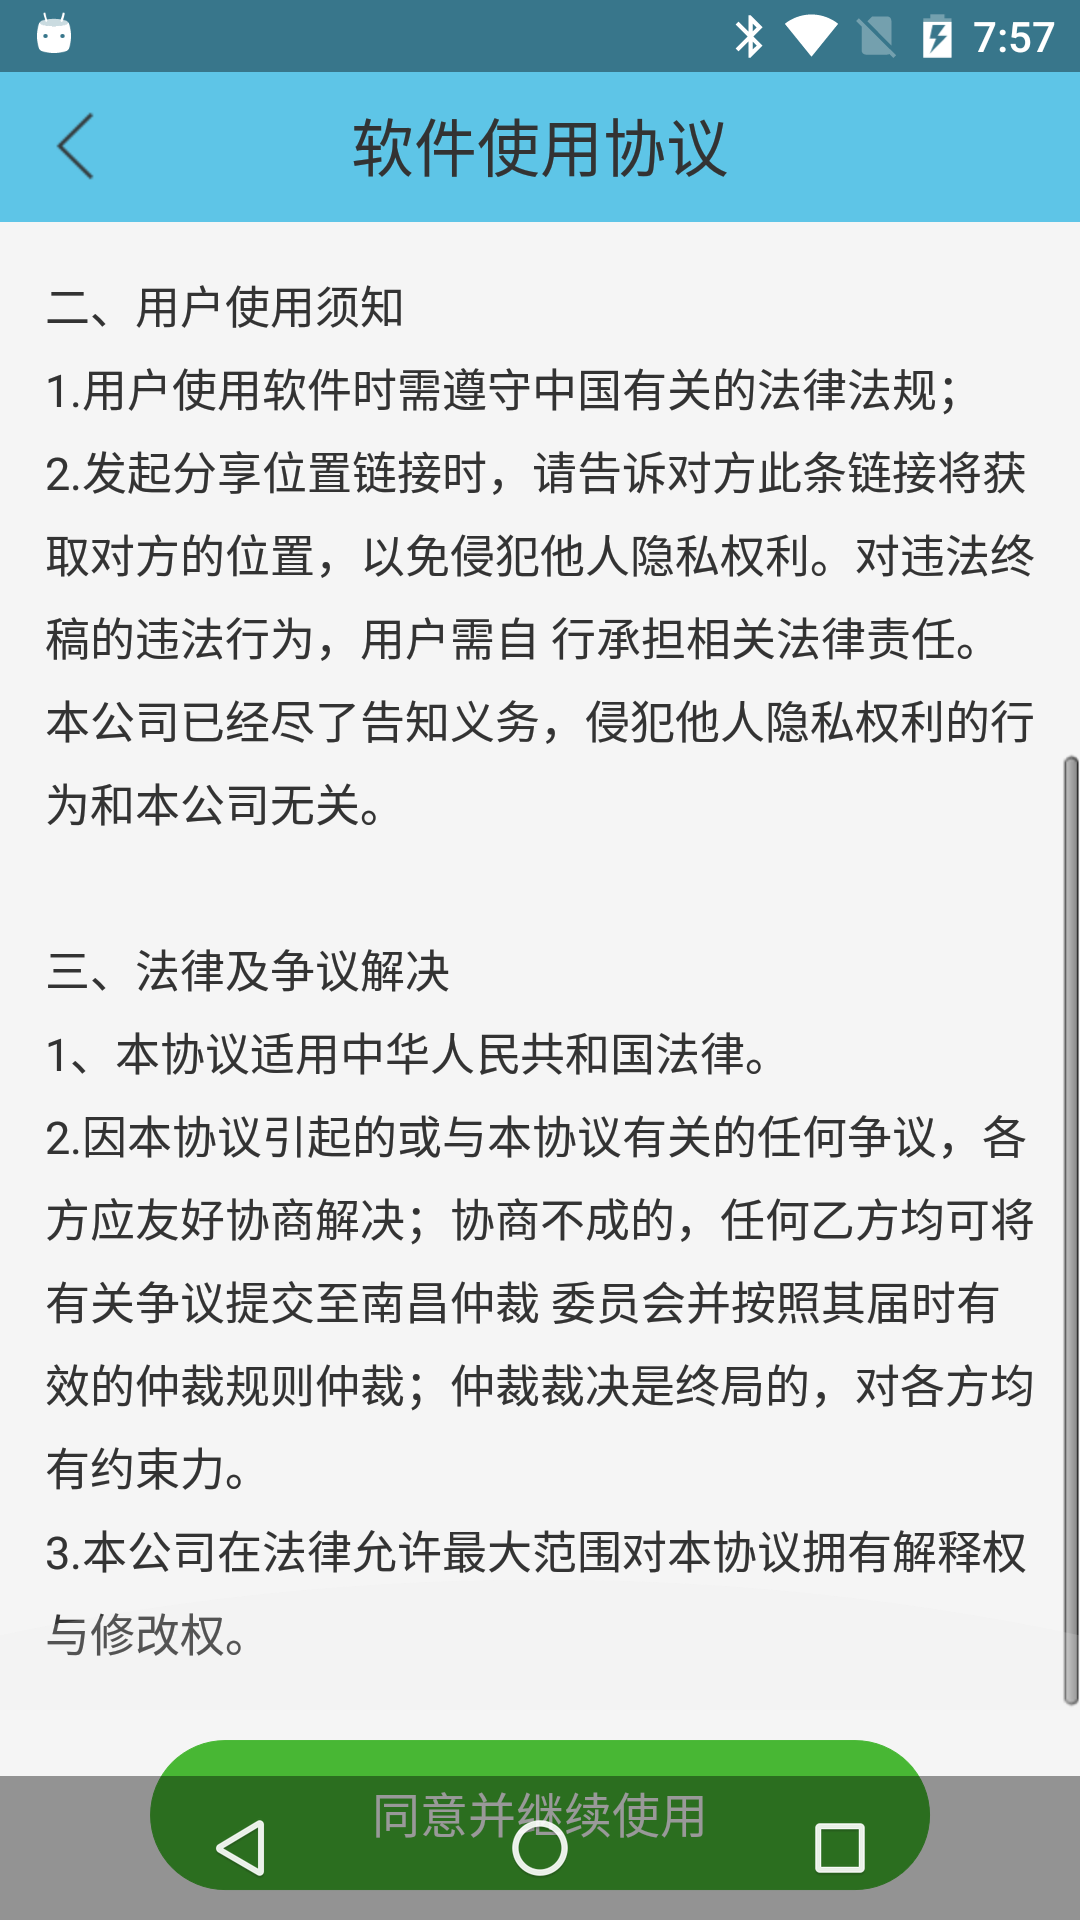 7:57
软件使用协议
二、用户使用须知
1.用户使用软件时需遵守中国有关的法律法规；
2.发起分享位置链接时，请告诉对方此条链接将获
取对方的位置，以免侵犯他人隐私权利。对违法终
稿的违法行为，用户需自 行承担相关法律责任。
本公司已经尽了告知义务，侵犯他人隐私权利的行
为和本公司无关。
三、法律及争议解决
1、本协议适用中华人民共和国法律。
2.因本协议引起的或与本协议有关的任何争议，各
方应友好协商解决；协商不成的，任何乙方均可将
有关争议提交至南昌仲裁 委员会并按照其届时有
效的仲裁规则仲裁；仲裁裁决是终局的，对各方均
有约束力。
3.本公司在法律允许最大范围对本协议拥有解释权
与修改权。
同意并继续使用